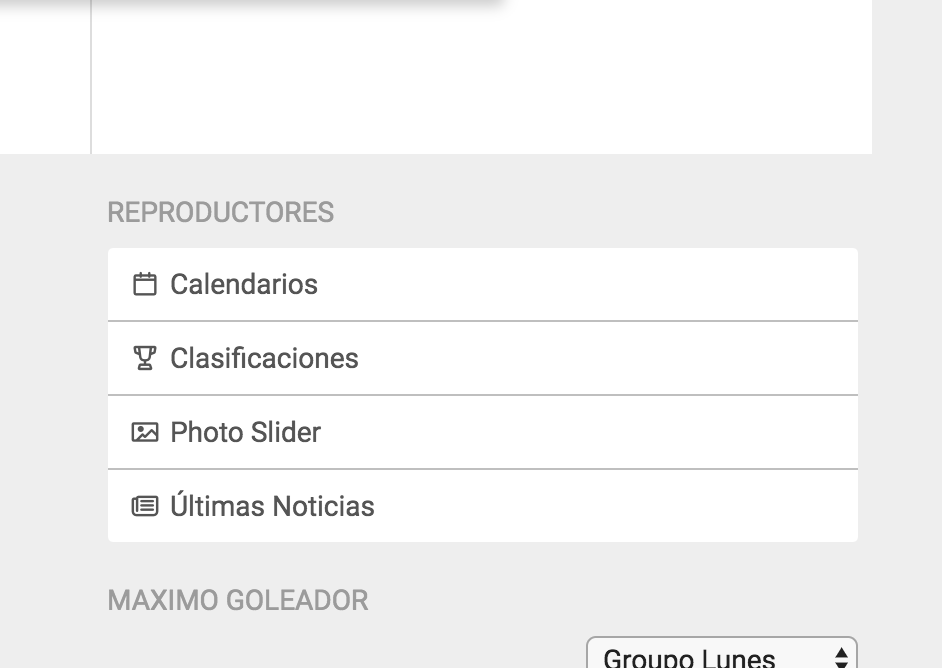 REPRODUCTORES
Calendarios
Clasificaciones
Photo Slider
Últimas Noticias
MAXIMO GOLEADOR
Groupo Lunes